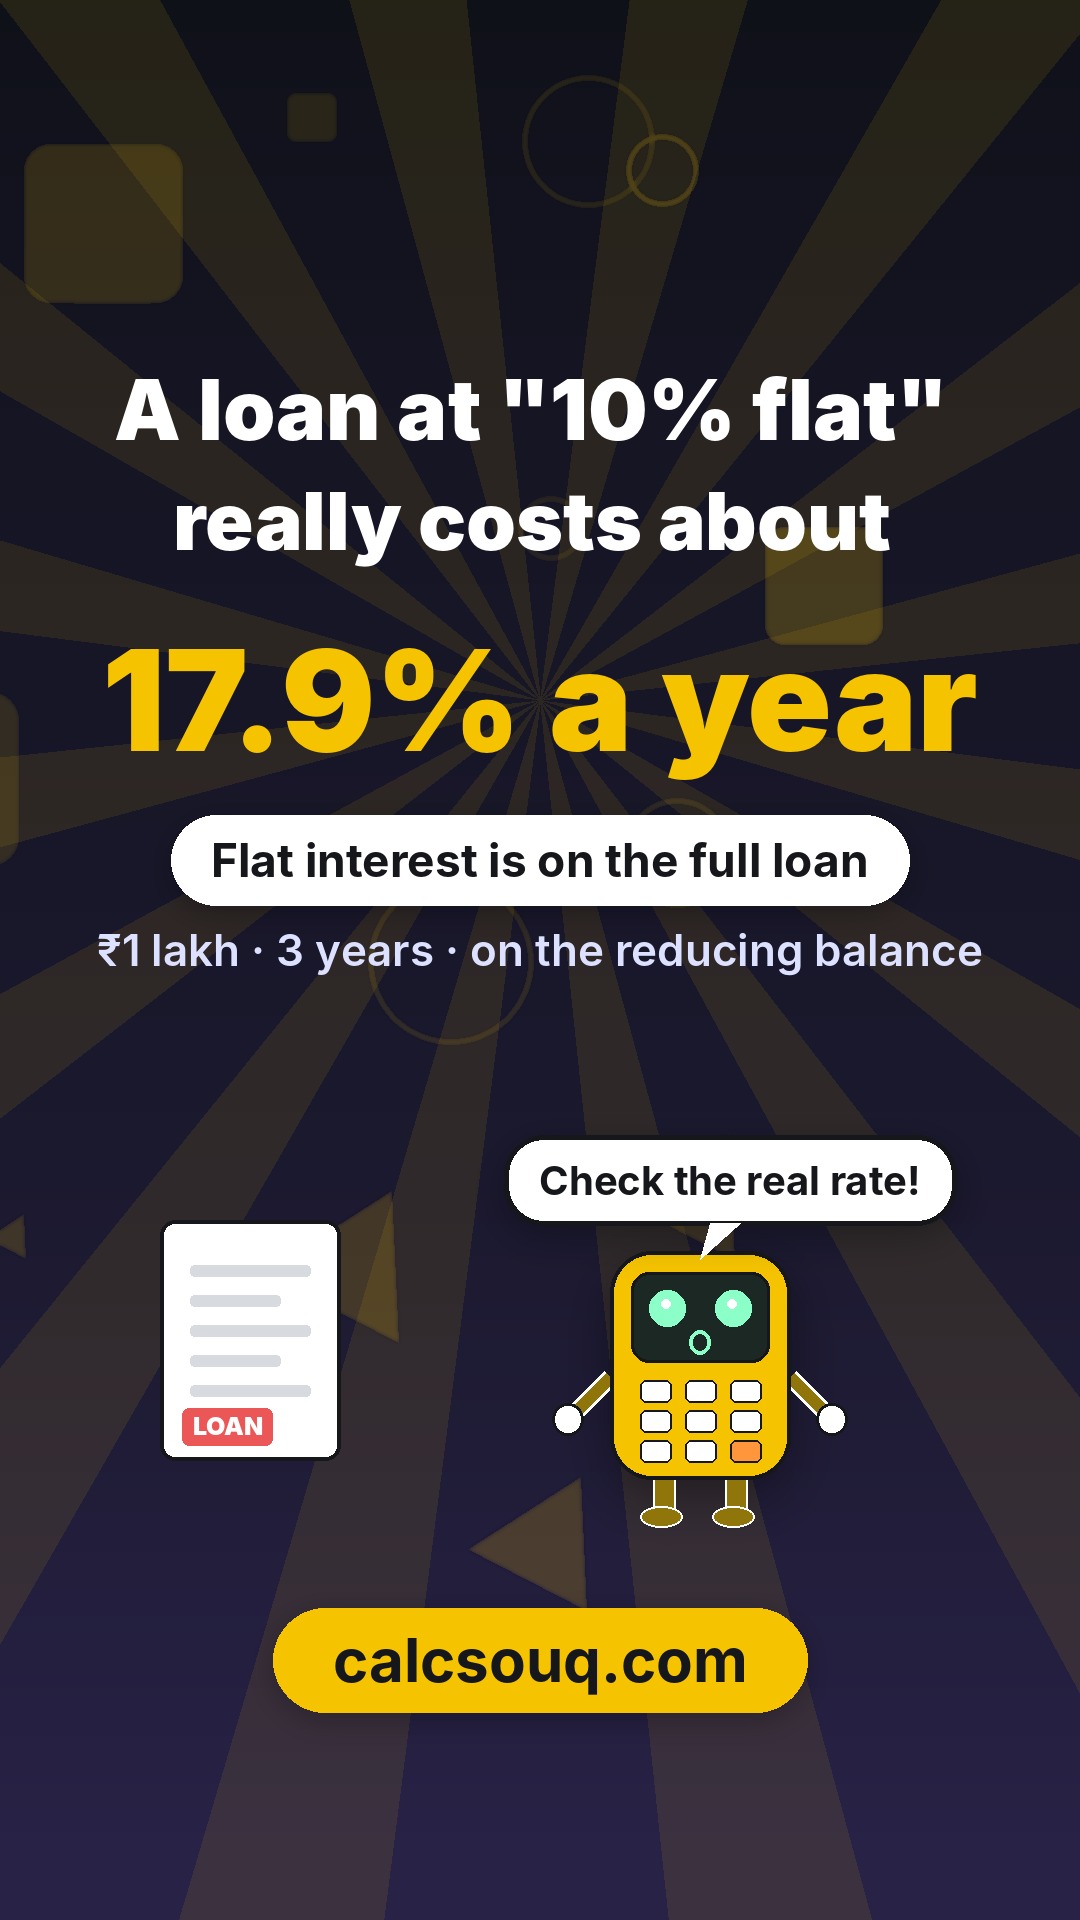 A loan at "10% flat"
really costs about
17.9% a year
Flat interest is on the full loan
₹1 lakh · 3 years · on the reducing balance
Check the real rate!
LOAN
calcsouq.com